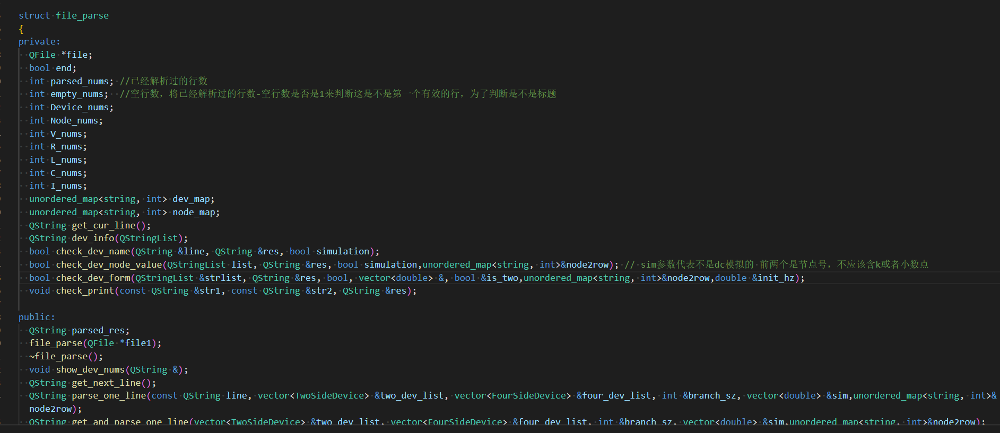 struct file_parse
{
private:
QFile *file;
bool end;
int parsed_nums; //已经解析过的行数
int empty_nums;  //空行数，将已经解析过的行数-空行数是否是1来判断这是不是第一个有效的行，为了判断是不是标题
int Device_nums;
int Node_nums;
int V_nums;
int R_nums;
int L_nums;
int C_nums;
int I_nums;
unordered_map<string, int> dev_map;
unordered_map<string, int> node_map;
QString get_cur_line();
QString dev_info(QStringList);
bool check_dev_name(QString &line, QString &res, bool simulation);
bool check_dev_node_value(QStringList list, QString &res, bool simulation,unordered_map<string, int>&node2row); // sim参数代表不是dc模拟的 前两个是节点号，不应该含k或者小数点
bool check_dev_form(QStringList &strlist, QString &res, bool, vector<double> &, bool &is_two,unordered_map<string, int>&node2row,double &init_hz);
void check_print(const QString &str1, const QString &str2, QString &res);
public:
QString parsed_res;
file_parse(QFile *file1);
~file_parse();
void show_dev_nums(QString &);
QString get_next_line();
QString parse_one_line(const QString line, vector<TwoSideDevice> &two_dev_list, vector<FourSideDevice> &four_dev_list, int &branch_sz, vector<double> &sim,unordered_map<string, int>&
node2row);
QString get_and_parse_one_line(vector<TwoSideDevice> &two_dev_list, vector<FourSideDevice> &four_dev_list, int &branch_sz, vector<double> &sim,unordered_map<string, int>&node2row);